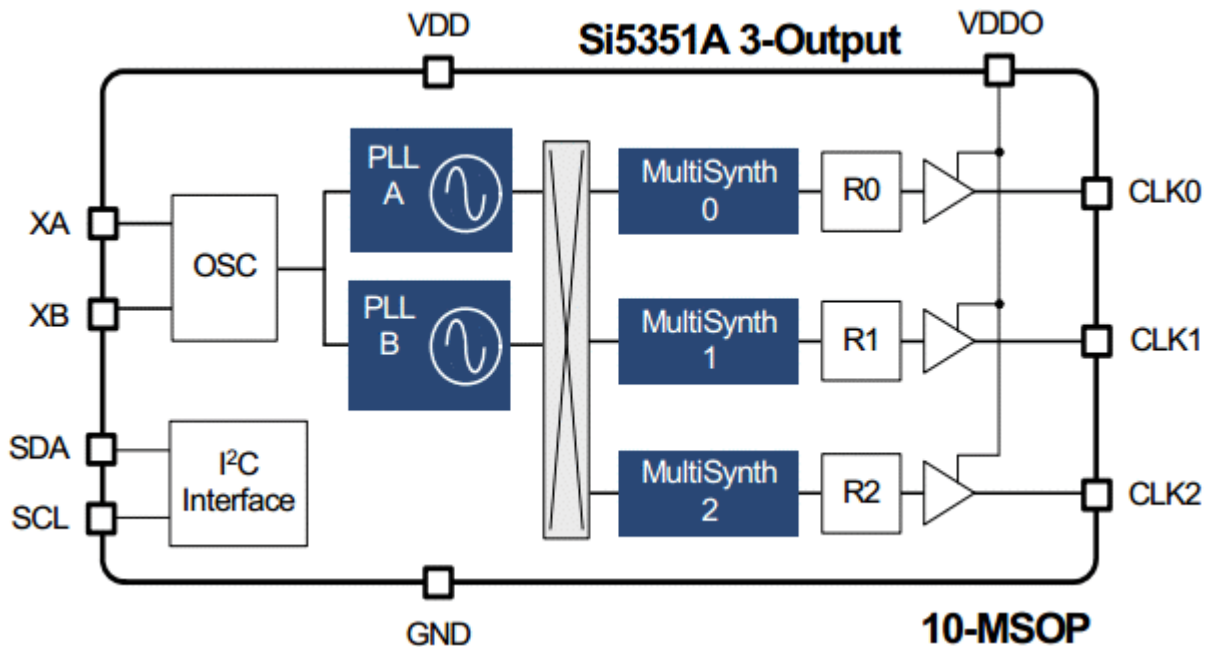 VDD
Si5351A 3-Output
VDDO
PLL
A
MultiSynth
0
R0
CLK0
XA
OSC
XB
PLL
B
MultiSynth
1
R1
CLK1
SDA
I²C
Interface
SCL
MultiSynth
2
R2
CLK2
GND
10-MSOP